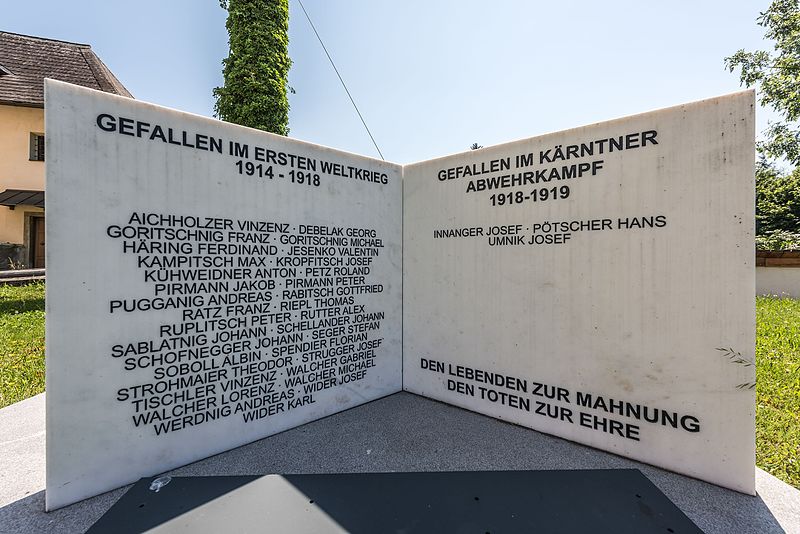 GEFALLEN IM ERSTEN WELTKRIEG
1914 - 1918
AICHHOLZER VINZENZ · DEBELAK GEORG
GORITSCHNIG FRANZ · GORITSCHNIG MICHAEL
HÄRING FERDINAND · JESENKO VALENTIN
KAMPITSCH MAX · KROPFITSCH JOSEF
KÜHWEIDNER ANTON · PETZ ROLAND
PIRMANN JAKOB · PIRMANN PETER
PUGGANIG ANDREAS · RABITSCH GOTTFRIED
RATZ FRANZ · RIEPL THOMAS
RUPLITSCH PETER · RUTTER ALEX
SABLATNIG JOHANN · SCHELLANDER JOHANN
SCHOFNEGGER JOHANN · SEGER STEFAN
SOBOLL ALBIN · SPENDIER FLORIAN
STROHMAIER THEODOR · STRUGGER JOSEF
TISCHLER VINZENZ · WALCHER GABRIEL
WALCHER LORENZ · WALCHER MICHAEL
WERDNIG ANDREAS · WIDER JOSEF
WIDER KARL
GEFALLEN IM KÄRNTNER
ABWEHRKAMPF
1918-1919
INNANGER JOSEF · PÖTSCHER HANS
UMNIK JOSEF
DEN LEBENDEN ZUR MAHNUNG
DEN TOTEN ZUR EHRE